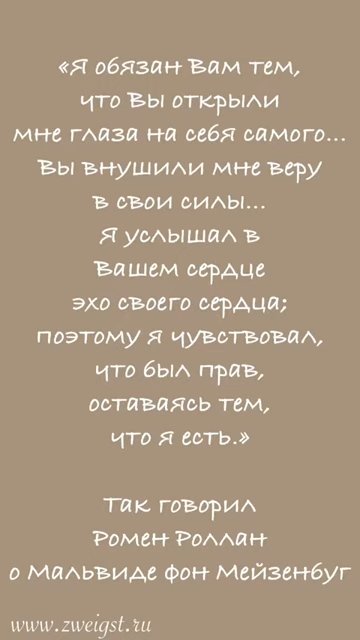 «Я обязан Вам тем,
что Вы открыли
мне глаза на себя самого...
Вы внушили мне веру
в свои силы...
Я услышал в
Вашем сердце
эхо своего сердца;
поэтому я чувствовал,
что был прав,
оставаясь тем,
что я есть.»
Так говорил
Ромен Роллан
о Мальвиде фон Мейзенбуг
www.zweigst.ru